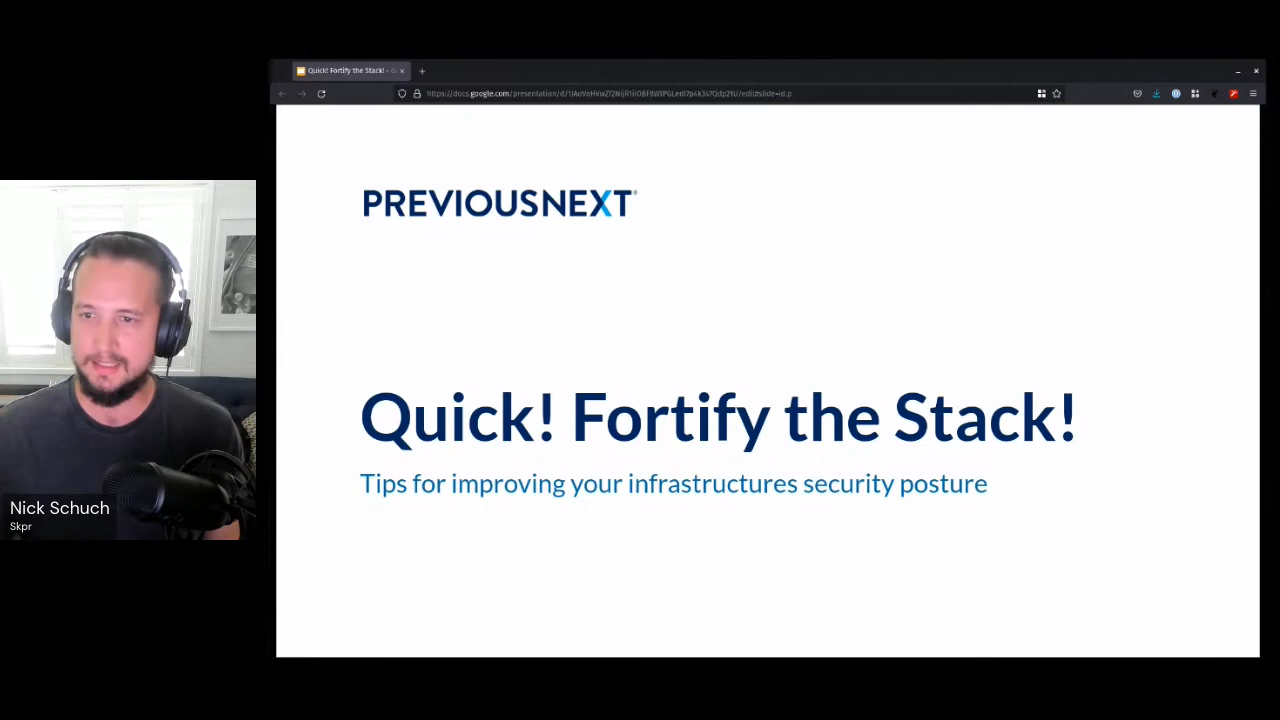 Quick! Fortify the Stack! - G
PREVIOUSNEXT
Quick! Fortify the Stack!
Tips for improving your infrastructures security posture
Nick Schuch
Skpr